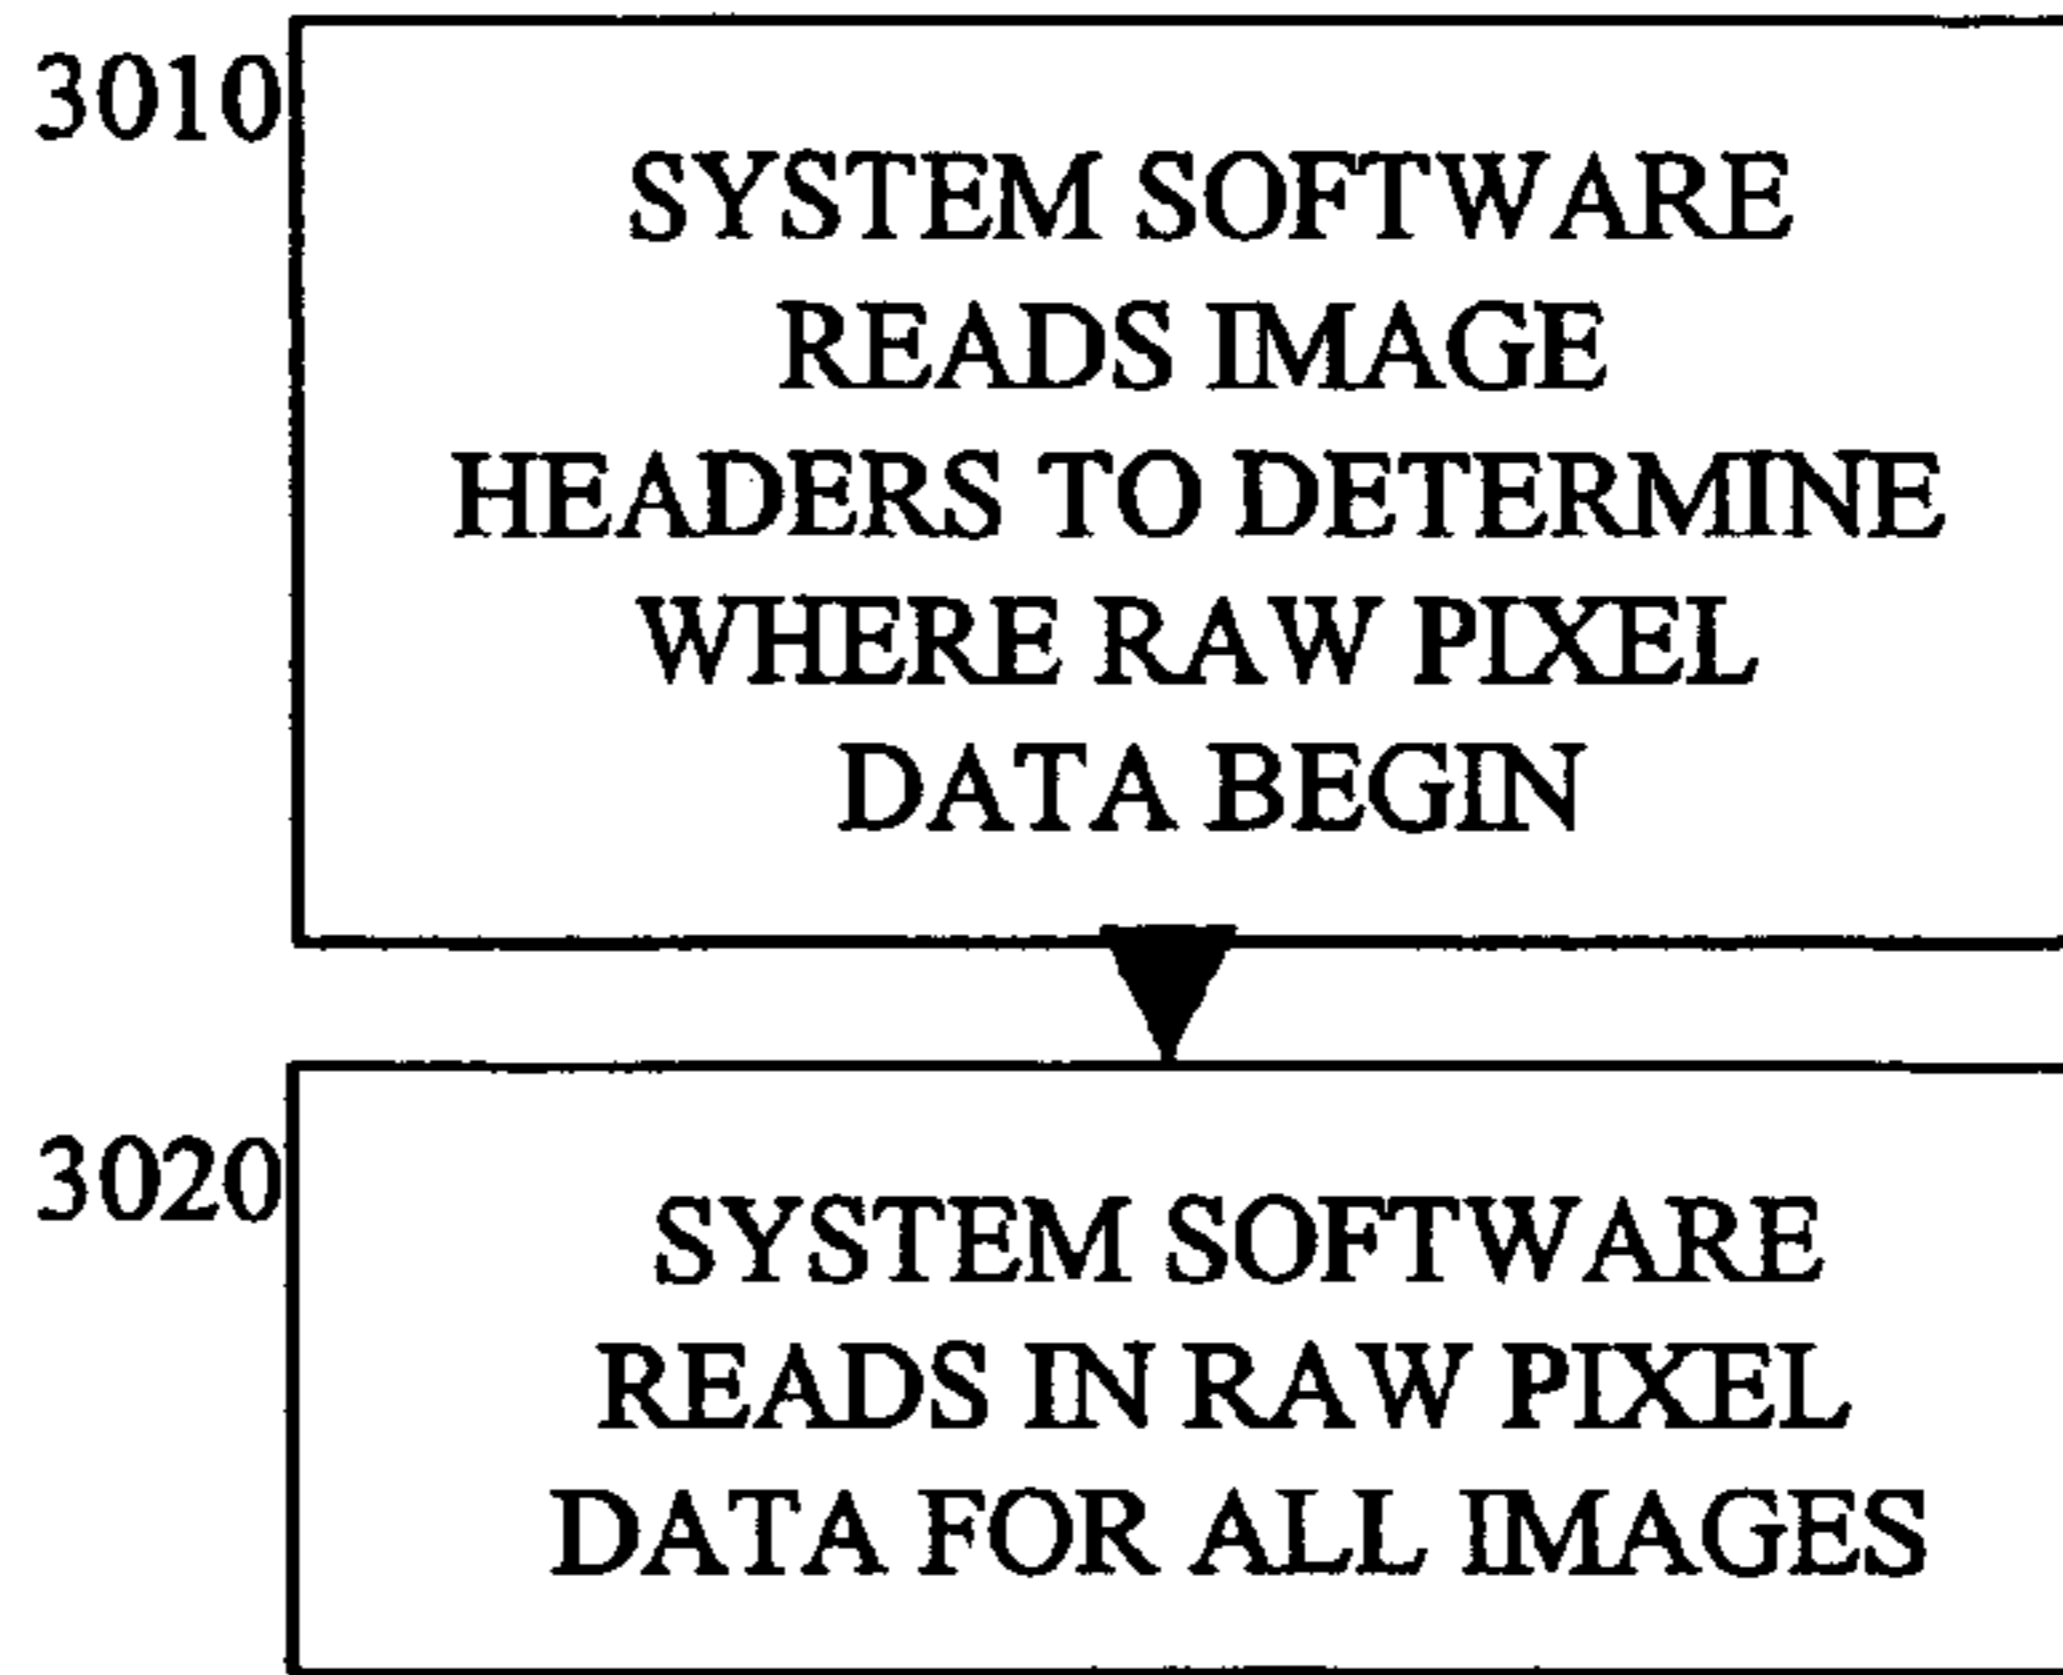 3010
SYSTEM SOFTWARE
READS IMAGE
HEADERS TO DETERMINE
WHERE RAW PIXEL
DATA BEGIN
3020
SYSTEM SOFTWARE
READS IN RAW PIXEL
DATA FOR ALL IMAGES